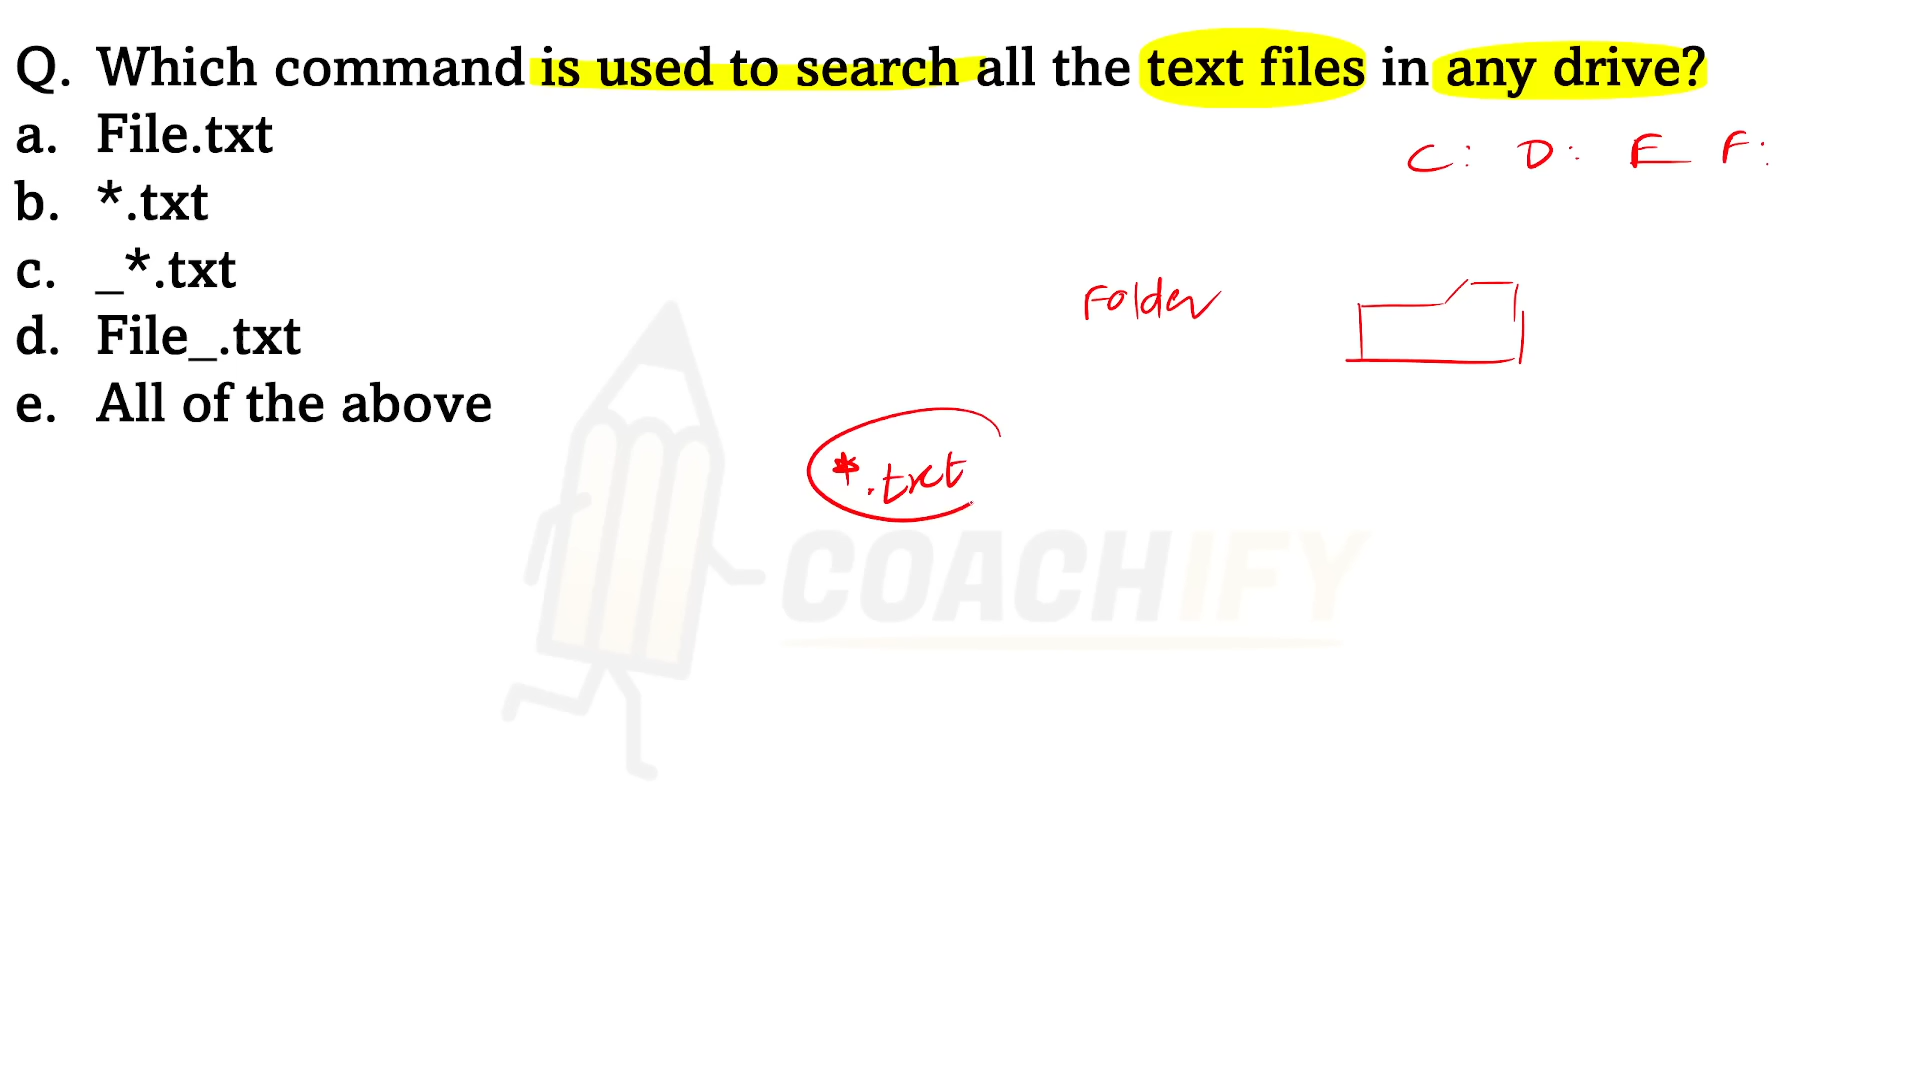 Q. Which command is used to search all the text files in any drive?
a. File.txt
C: D: E F:
b. *.txt
c. _*.txt
Folder
d. File_.txt
e. All of the above
*.txt
COACHIFY